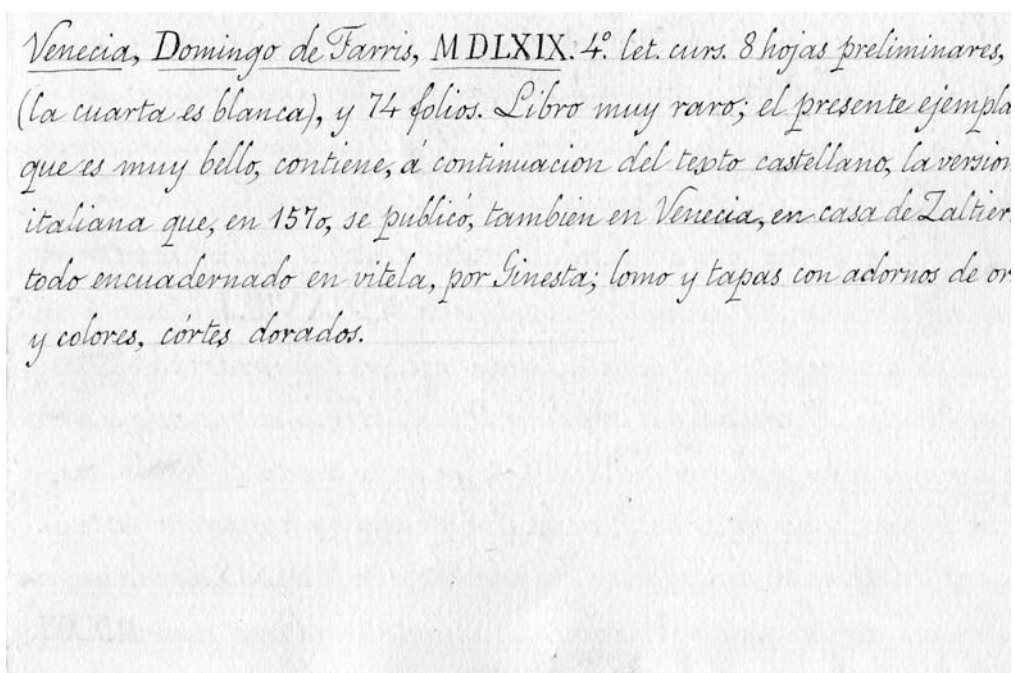 Venecia, Domingo de Farris, MDLXIX. 4º. let. curs. 8 hojas preliminares,
(la cuarta es blanca), y 74 folios. Libro muy raro; el presente ejempla
que es muy bello, contiene, á continuacion del texto castellano, la version
italiana que, en 1570, se publicó, tambien en Venecia, en casa de Zaltier
todo encuadernado en vitela, por Ginesta; lomo y tapas con adornos de or
y colores, córtes dorados.